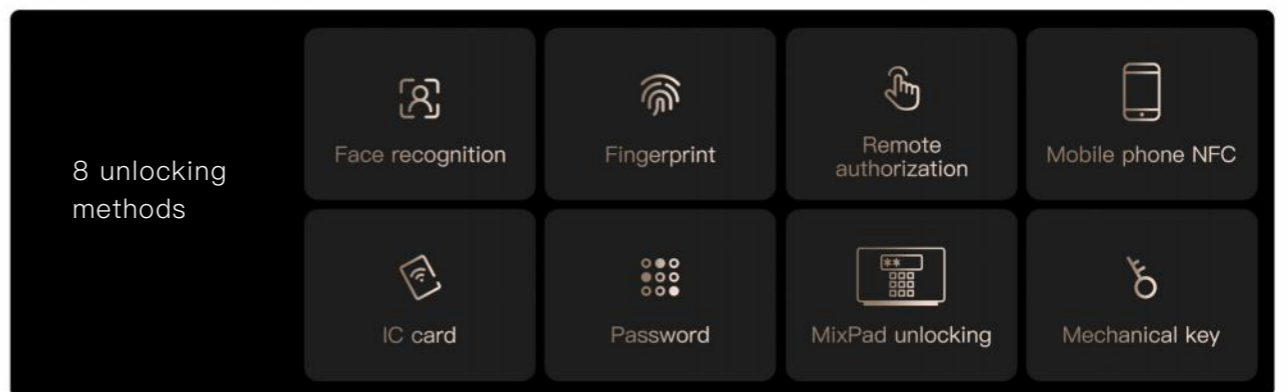 8 unlocking
methods
Face recognition
Fingerprint
Remote
authorization
Mobile phone NFC
IC card
Password
**
MixPad unlocking
Mechanical key